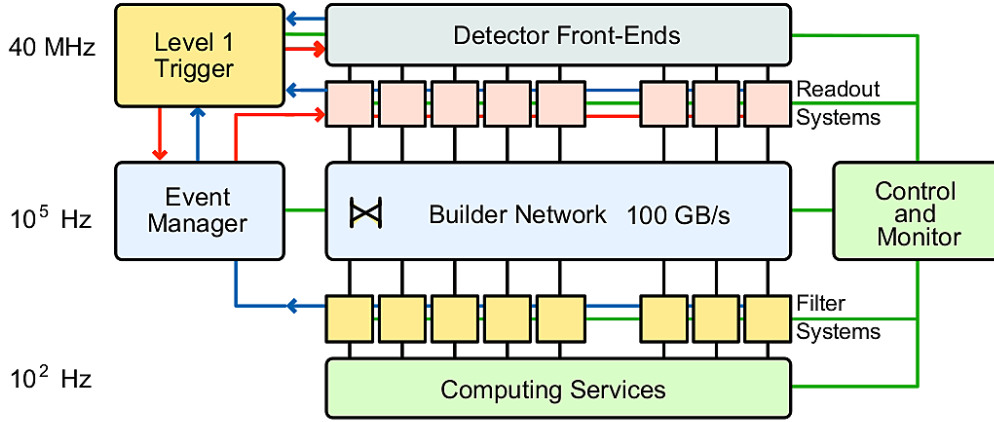 40 MHz
Level 1
Trigger
Detector Front-Ends
Readout
Systems
10⁵ Hz
Event
Manager
Builder Network 100 GB/s
Control
and
Monitor
Filter
Systems
10² Hz
Computing Services